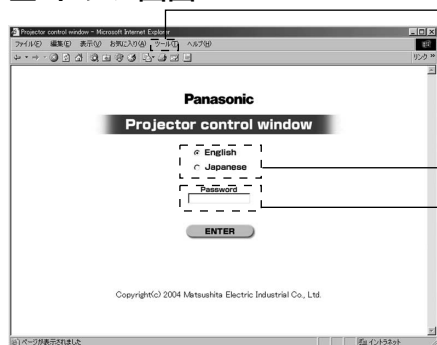 Projector control window - Microsoft Internet Explorer
ファイル(F) 編集(E) 表示(V) お気に入り(A) ツール(T) ヘルプ(H)
リンク »
Panasonic
Projector control window
English
Japanese
Password
ENTER
Copyright(c) 2004 Matsushita Electric Industrial Co., Ltd.
ページが表示されました
イントラネット